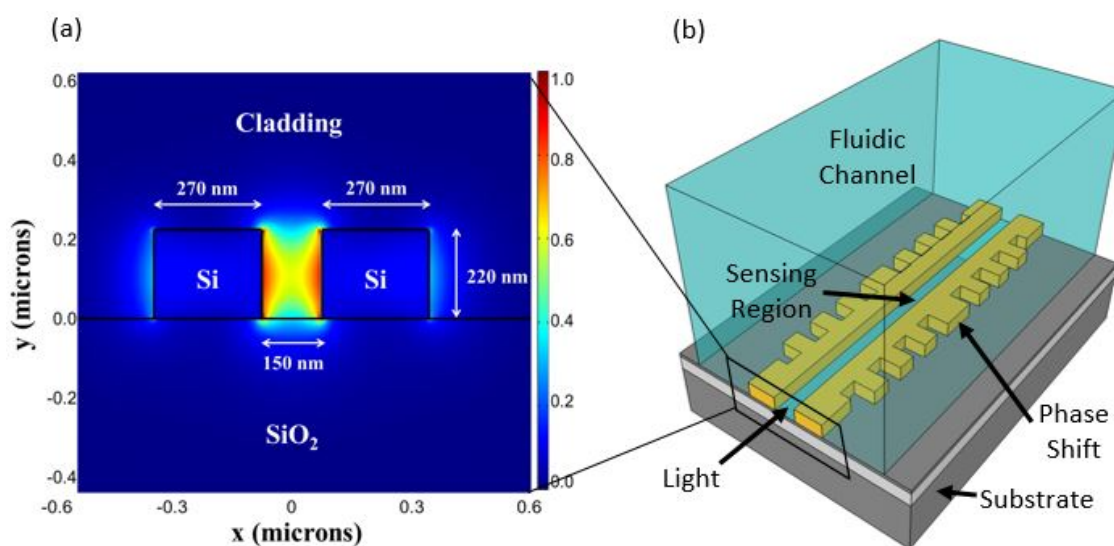 (a)
0.6
0.4
0.2
0.0
-0.2
-0.4
y (microns)
Cladding
270 nm
270 nm
Si
Si
220 nm
150 nm
SiO2
-0.6
-0.3
0
0.3
0.6
x (microns)
1.0
0.8
0.6
0.4
0.2
0.0
(b)
Fluidic
Channel
Sensing
Region
Phase
Shift
Light
Substrate